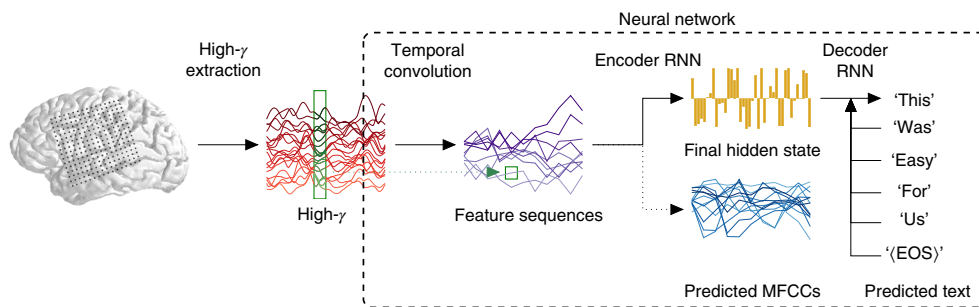 Neural network
High-γ
extraction
Temporal
convolution
Encoder RNN
Decoder
RNN
High-γ
Feature sequences
Final hidden state
Predicted MFCCs
‘This’
‘Was’
‘Easy’
‘For’
‘Us’
‘⟨EOS⟩’
Predicted text